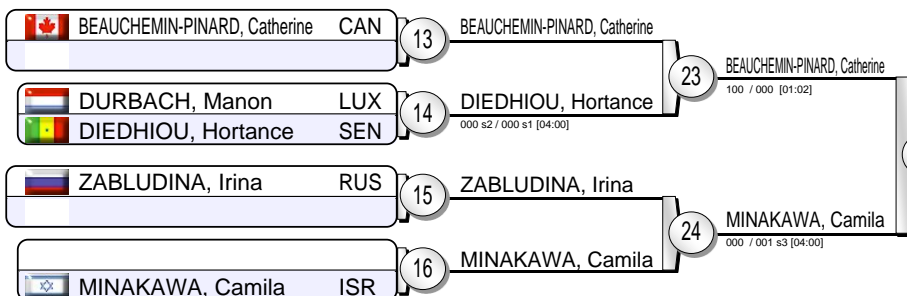 BEAUCHEMIN-PINARD, Catherine CAN
13
BEAUCHEMIN-PINARD, Catherine
23
BEAUCHEMIN-PINARD, Catherine
100 / 000 [01:02]
DURBACH, Manon LUX
14
DIEDHIOU, Hortance
DIEDHIOU, Hortance SEN
000 s2 / 000 s1 [04:00]
ZABLUDINA, Irina RUS
15
ZABLUDINA, Irina
24
MINAKAWA, Camila
000 / 001 s3 [04:00]
16
MINAKAWA, Camila
MINAKAWA, Camila ISR